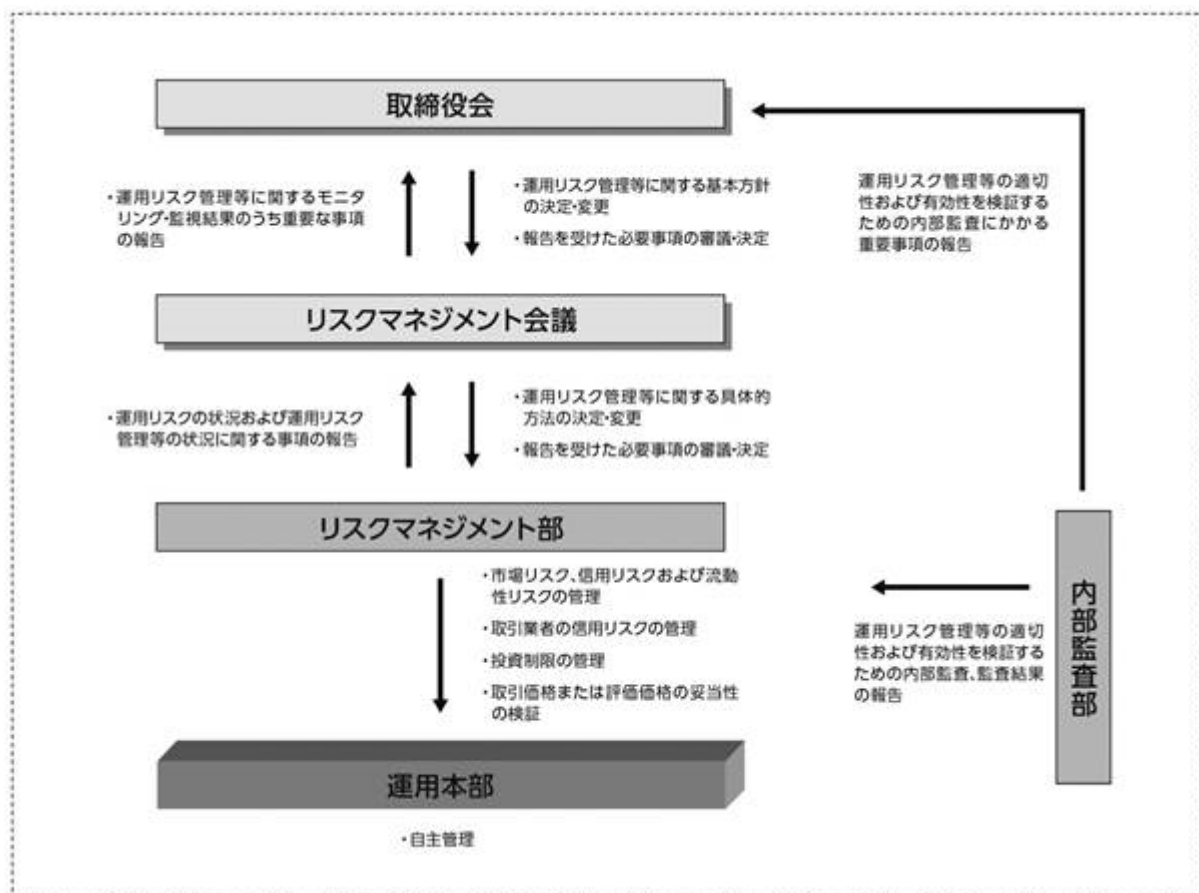 取締役会
・運用リスク管理等に関するモニタ
リング・監視結果のうち重要な事項
の報告
・運用リスク管理等に関する基本方針
の決定・変更
・報告を受けた必要事項の審議・決定
運用リスク管理等の適切
性および有効性を検証する
ための内部監査にかかる
重要事項の報告
リスクマネジメント会議
・運用リスクの状況および運用リスク
管理等の状況に関する事項の報告
・運用リスク管理等に関する具体的
方法の決定・変更
・報告を受けた必要事項の審議・決定
リスクマネジメント部
・市場リスク、信用リスクおよび流動
性リスクの管理
・取引業者の信用リスクの管理
・投資制限の管理
・取引価格または評価価格の妥当性
の検証
運用リスク管理等の適切
性および有効性を検証する
ための内部監査、監査結果
の報告
内部監査部
運用本部
・自主管理